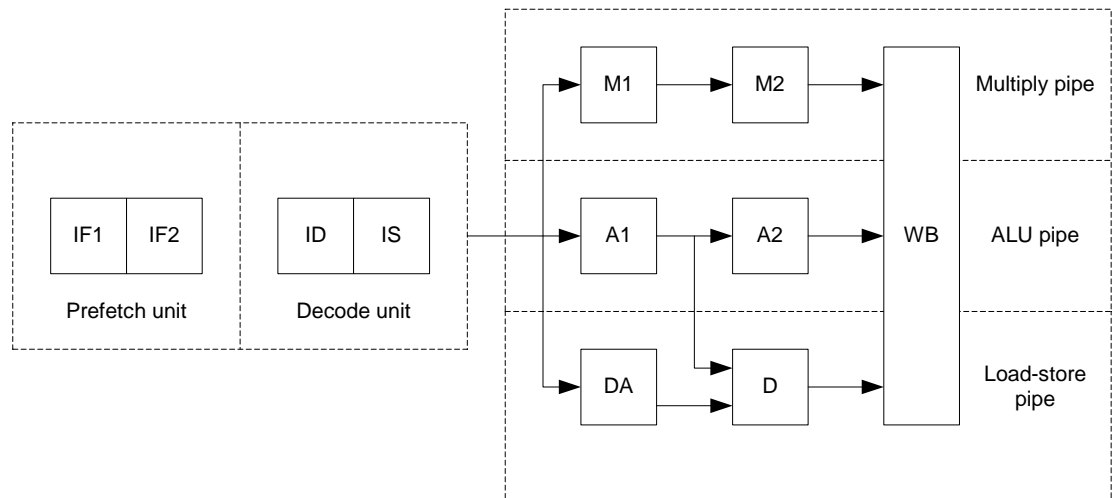 M1
M2
Multiply pipe
IF1
IF2
ID
IS
A1
A2
WB
ALU pipe
Prefetch unit
Decode unit
DA
D
Load-store
pipe